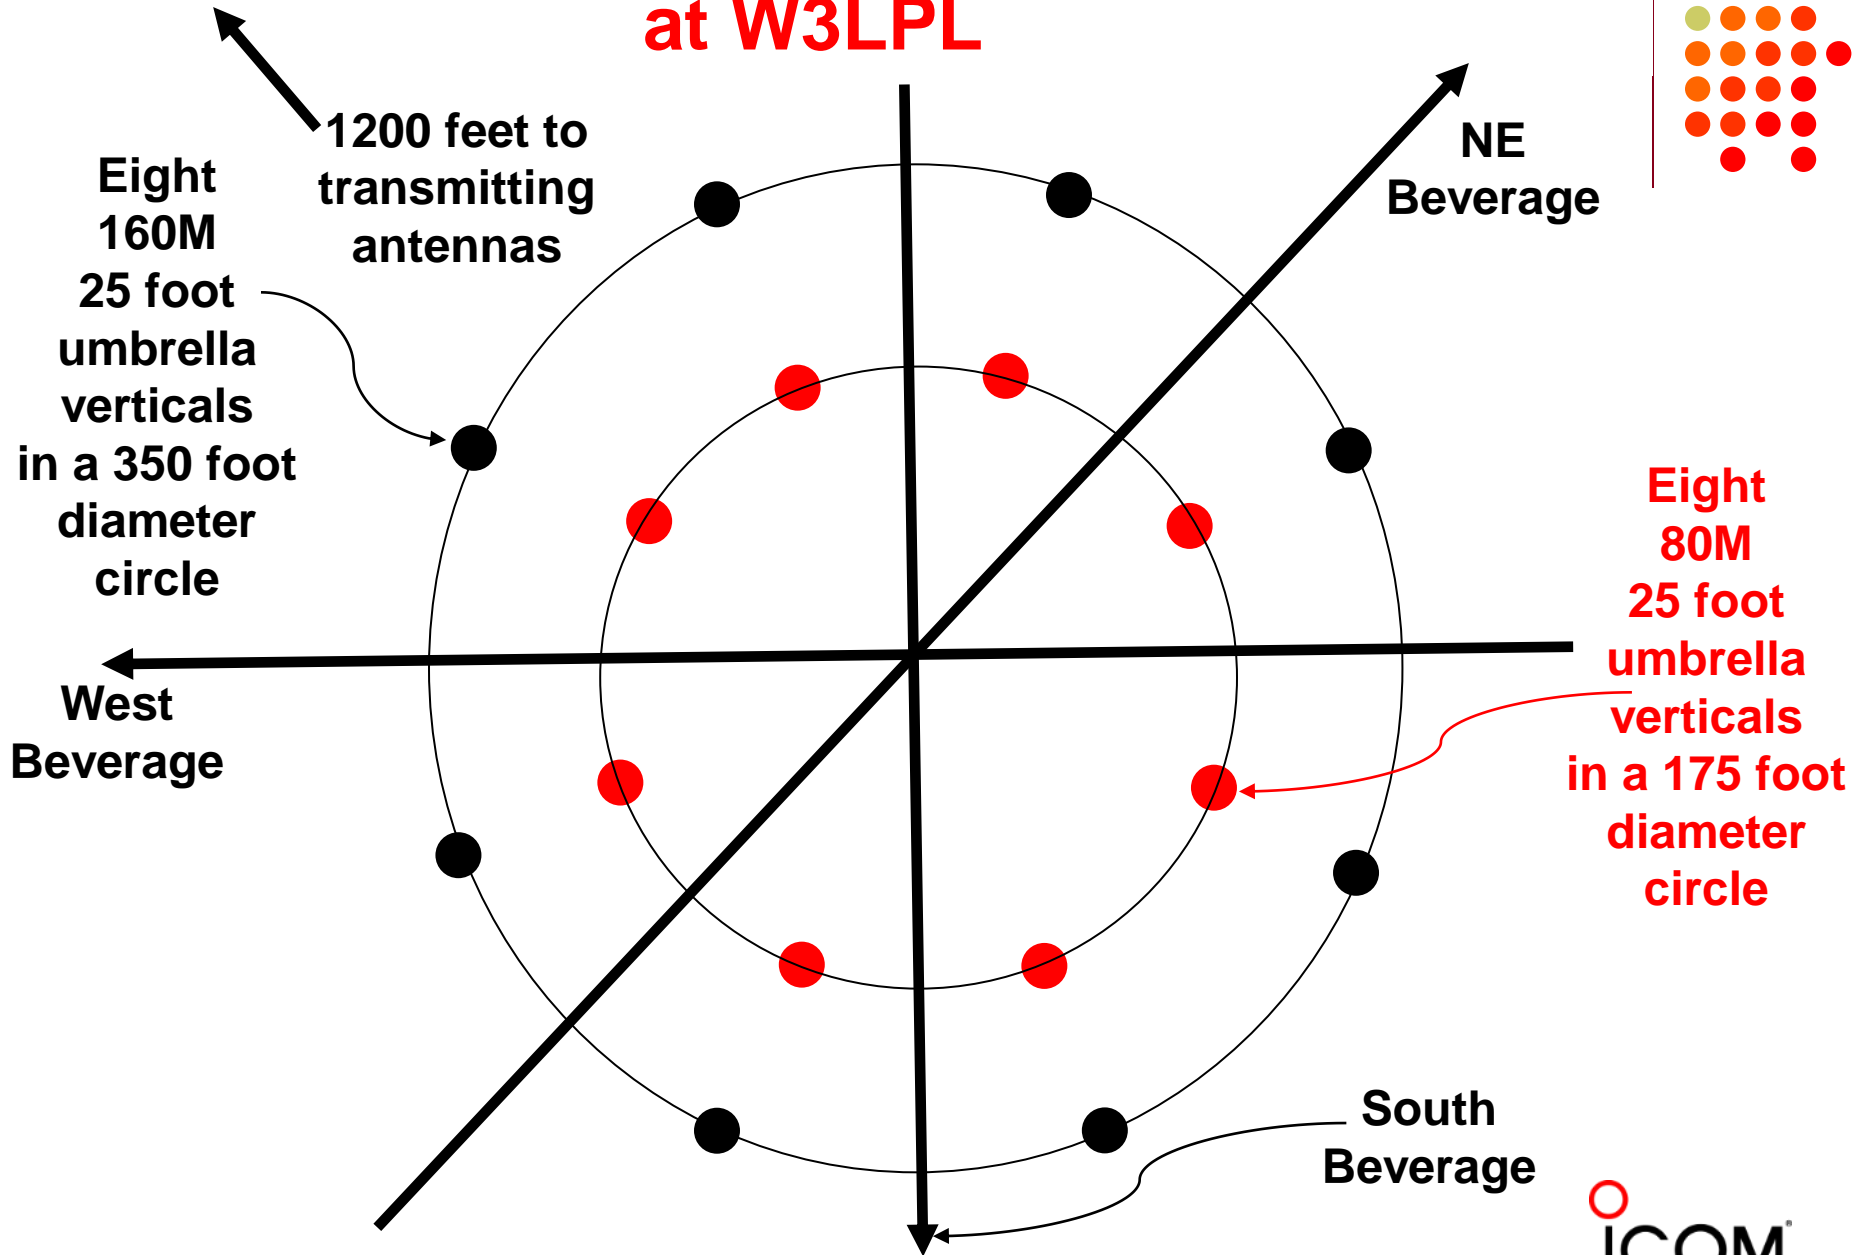 at W3LPL
1200 feet to
transmitting
antennas
Eight
160M
25 foot
umbrella
verticals
in a 350 foot
diameter
circle
NE
Beverage
West
Beverage
Eight
80M
25 foot
umbrella
verticals
in a 175 foot
diameter
circle
South
Beverage
ICOM®